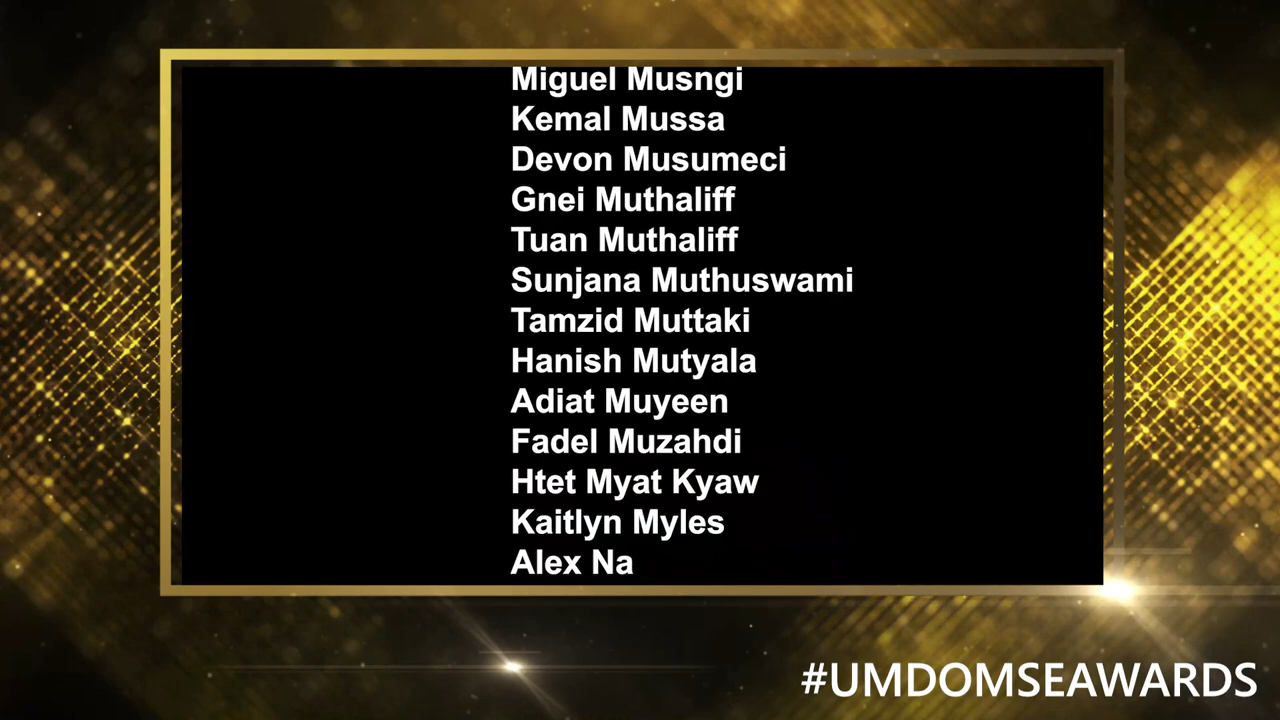 Miguel Musngi
Kemal Mussa
Devon Musumeci
Gnei Muthaliff
Tuan Muthaliff
Sunjana Muthuswami
Tamzid Muttaki
Hanish Mutyala
Adiat Muyeen
Fadel Muzahdi
Htet Myat Kyaw
Kaitlyn Myles
Alex Na
#UMDOMSEAWARDS